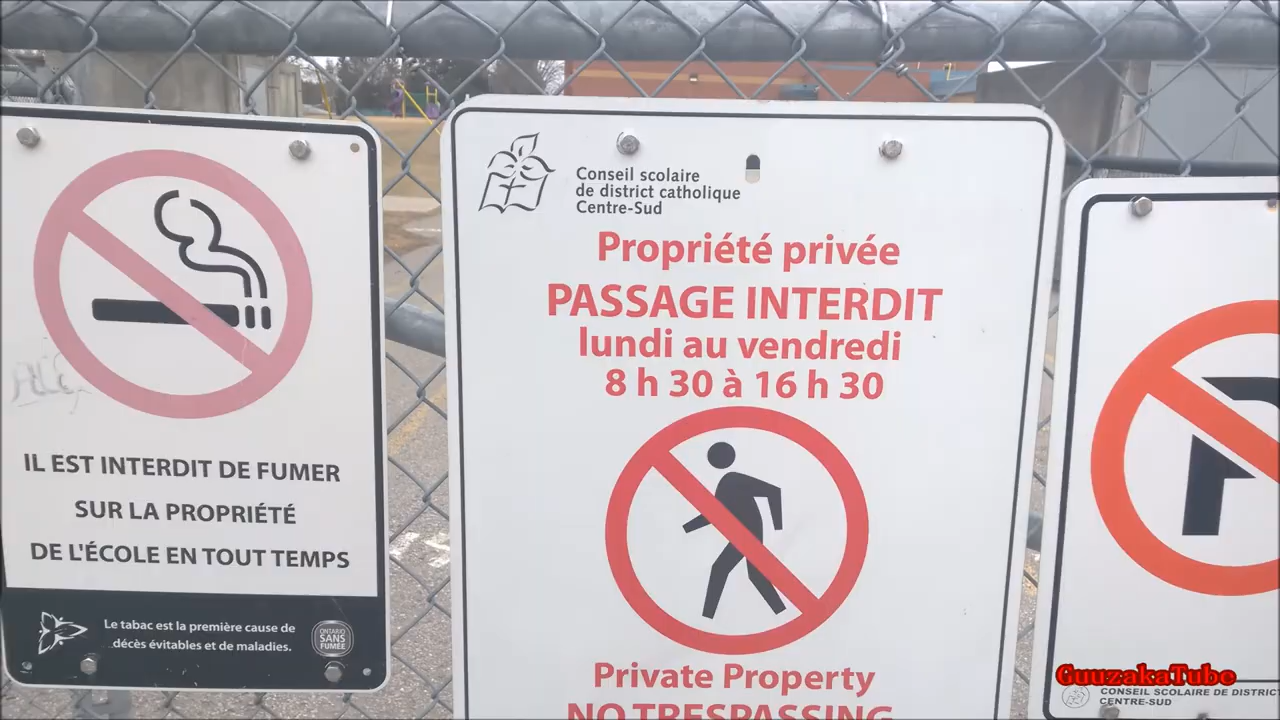 IL EST INTERDIT DE FUMER
SUR LA PROPRIÉTÉ
DE L'ÉCOLE EN TOUT TEMPS
Le tabac est la première cause de
décès évitables et de maladies.
ONTARIO
SANS
FUMÉE
Conseil scolaire
de district catholique
Centre-Sud
Propriété privée
PASSAGE INTERDIT
lundi au vendredi
8 h 30 à 16 h 30
Private Property
NO TRESPASSING
P
GuuzakaTube
CONSEIL SCOLAIRE DE DISTRICT
CENTRE-SUD